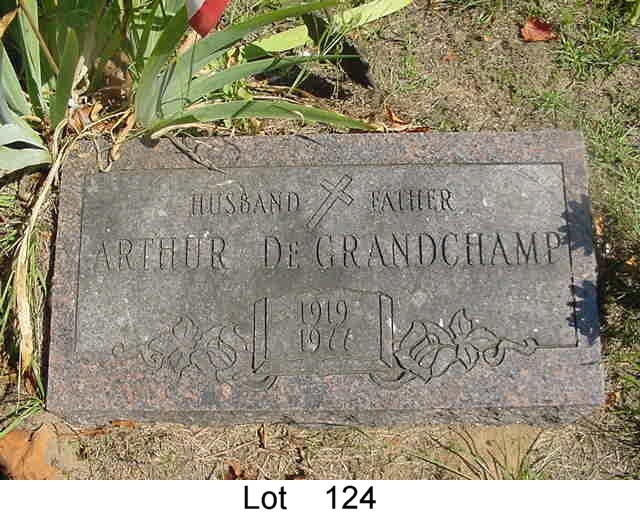 HUSBAND FATHER
ARTHUR DE GRANDCHAMP
1919
1977
Lot 124